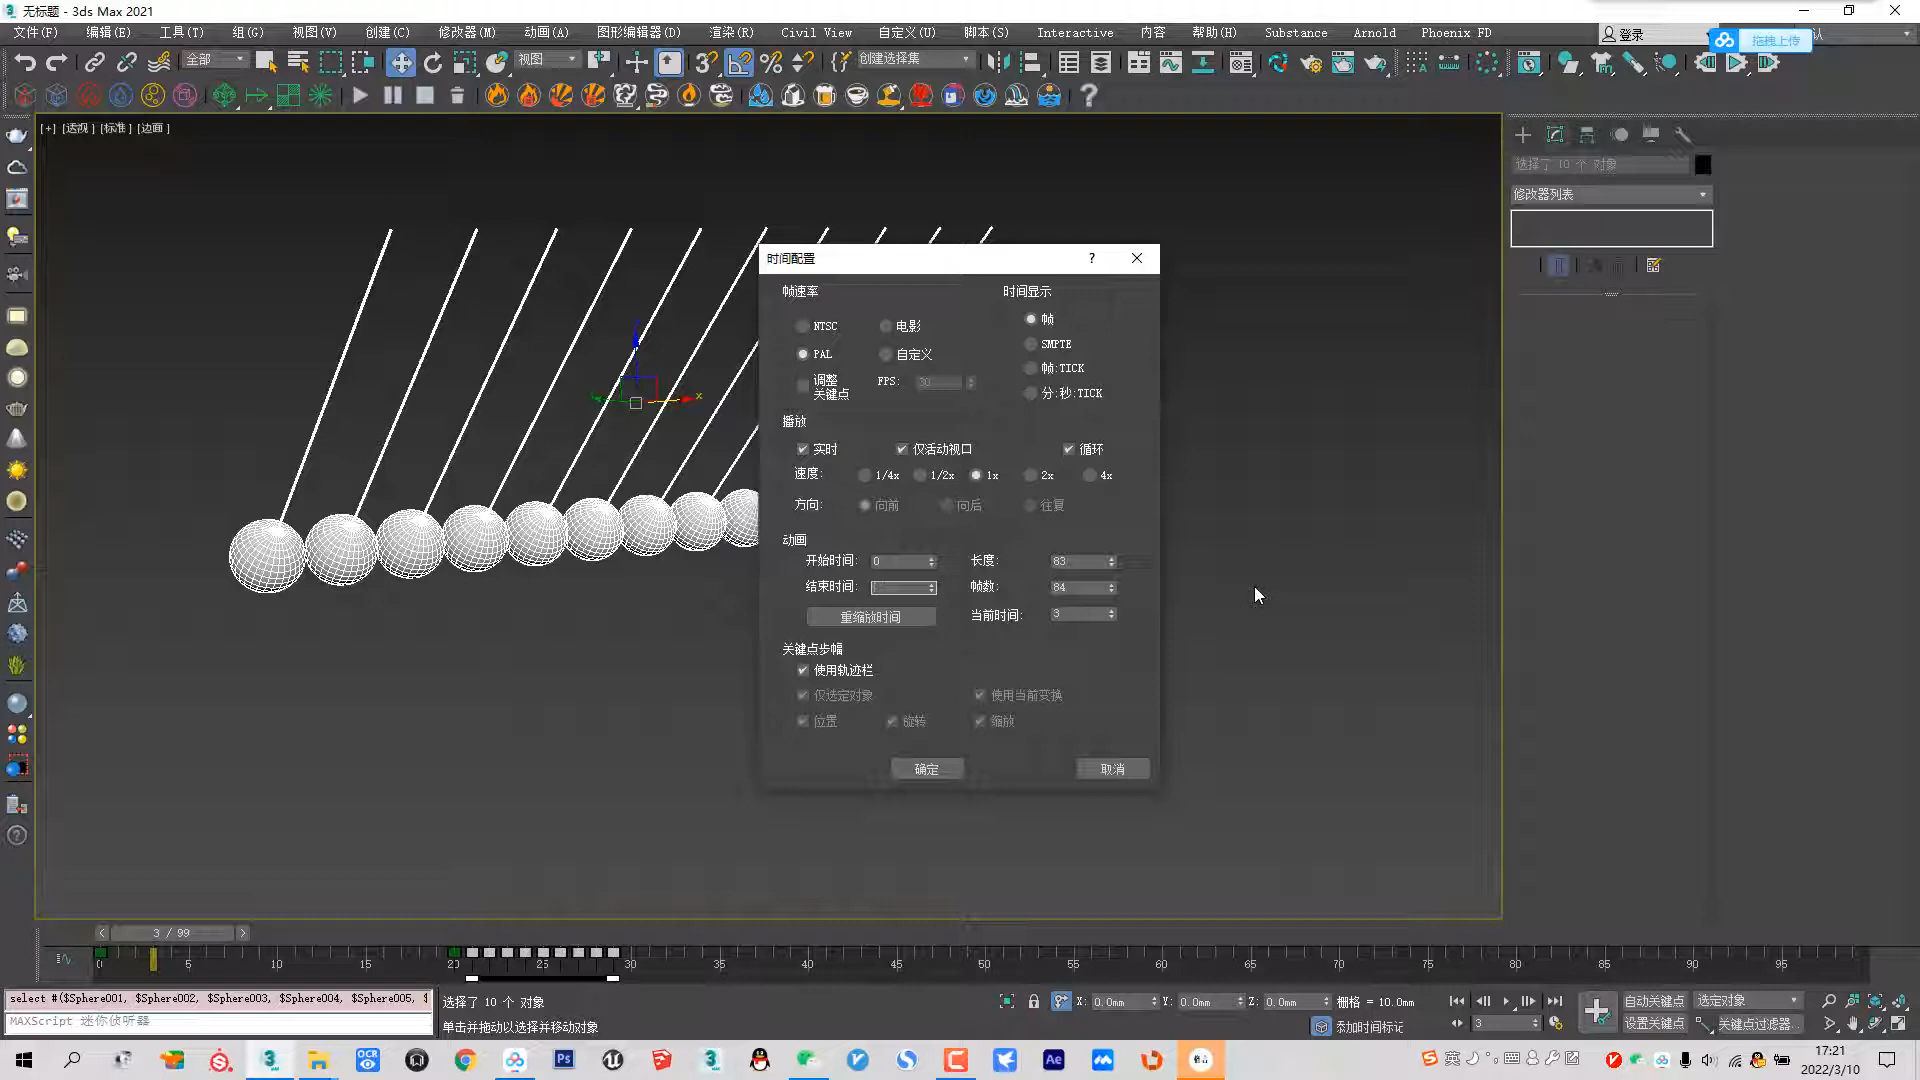 无标题 - 3ds Max 2021
文件(F) 编辑(E) 工具(T) 组(G) 视图(V) 创建(C) 修改器(M) 动画(A) 图形编辑器(D) 渲染(R) Civil View 自定义(U) 脚本(S) Interactive 内容 帮助(H) Substance Arnold Phoenix FD
登录
拖拽上传
认
全部
视图
创建选择集
[+] [透视] [标准] [边面]
选择了 10 个 对象
修改器列表
时间配置
帧速率
时间显示
NTSC
电影
帧
PAL
自定义
SMPTE
调整
关键点
FPS: 30
帧:TICK
分:秒:TICK
播放
实时
仅活动视口
循环
速度: 1/4x 1/2x 1x 2x 4x
方向: 向前 向后 往复
动画
开始时间: 0
长度: 83
结束时间:
帧数: 84
重缩放时间
当前时间: 3
关键点步幅
使用轨迹栏
仅选定对象
使用当前变换
位置
旋转
缩放
确定
取消
x
< 3 / 99 >
0 5 10 15 20 25 30 35 40 45 50 55 60 65 70 75 80 85 90 95
select #($Sphere001, $Sphere002, $Sphere003, $Sphere004, $Sphere005, $
MAXScript 迷你侦听器
选择了 10 个 对象
单击并拖动以选择并移动对象
X: 0.0mm Y: 0.0mm Z: 0.0mm 栅格 = 10.0mm
添加时间标记
3
自动关键点
选定对象
设置关键点
关键点过滤器...
OCR
Ps
Ae
英
17:21
2022/3/10